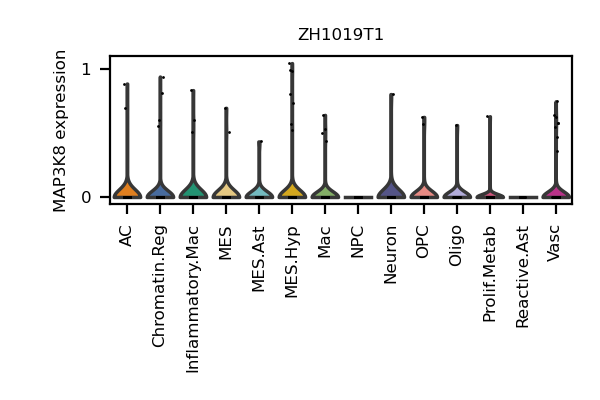 ZH1019T1
MAP3K8 expression
1
0
AC
Chromatin.Reg
Inflammatory.Mac
MES
MES.Ast
MES.Hyp
Mac
NPC
Neuron
OPC
Oligo
Prolif.Metab
Reactive.Ast
Vasc